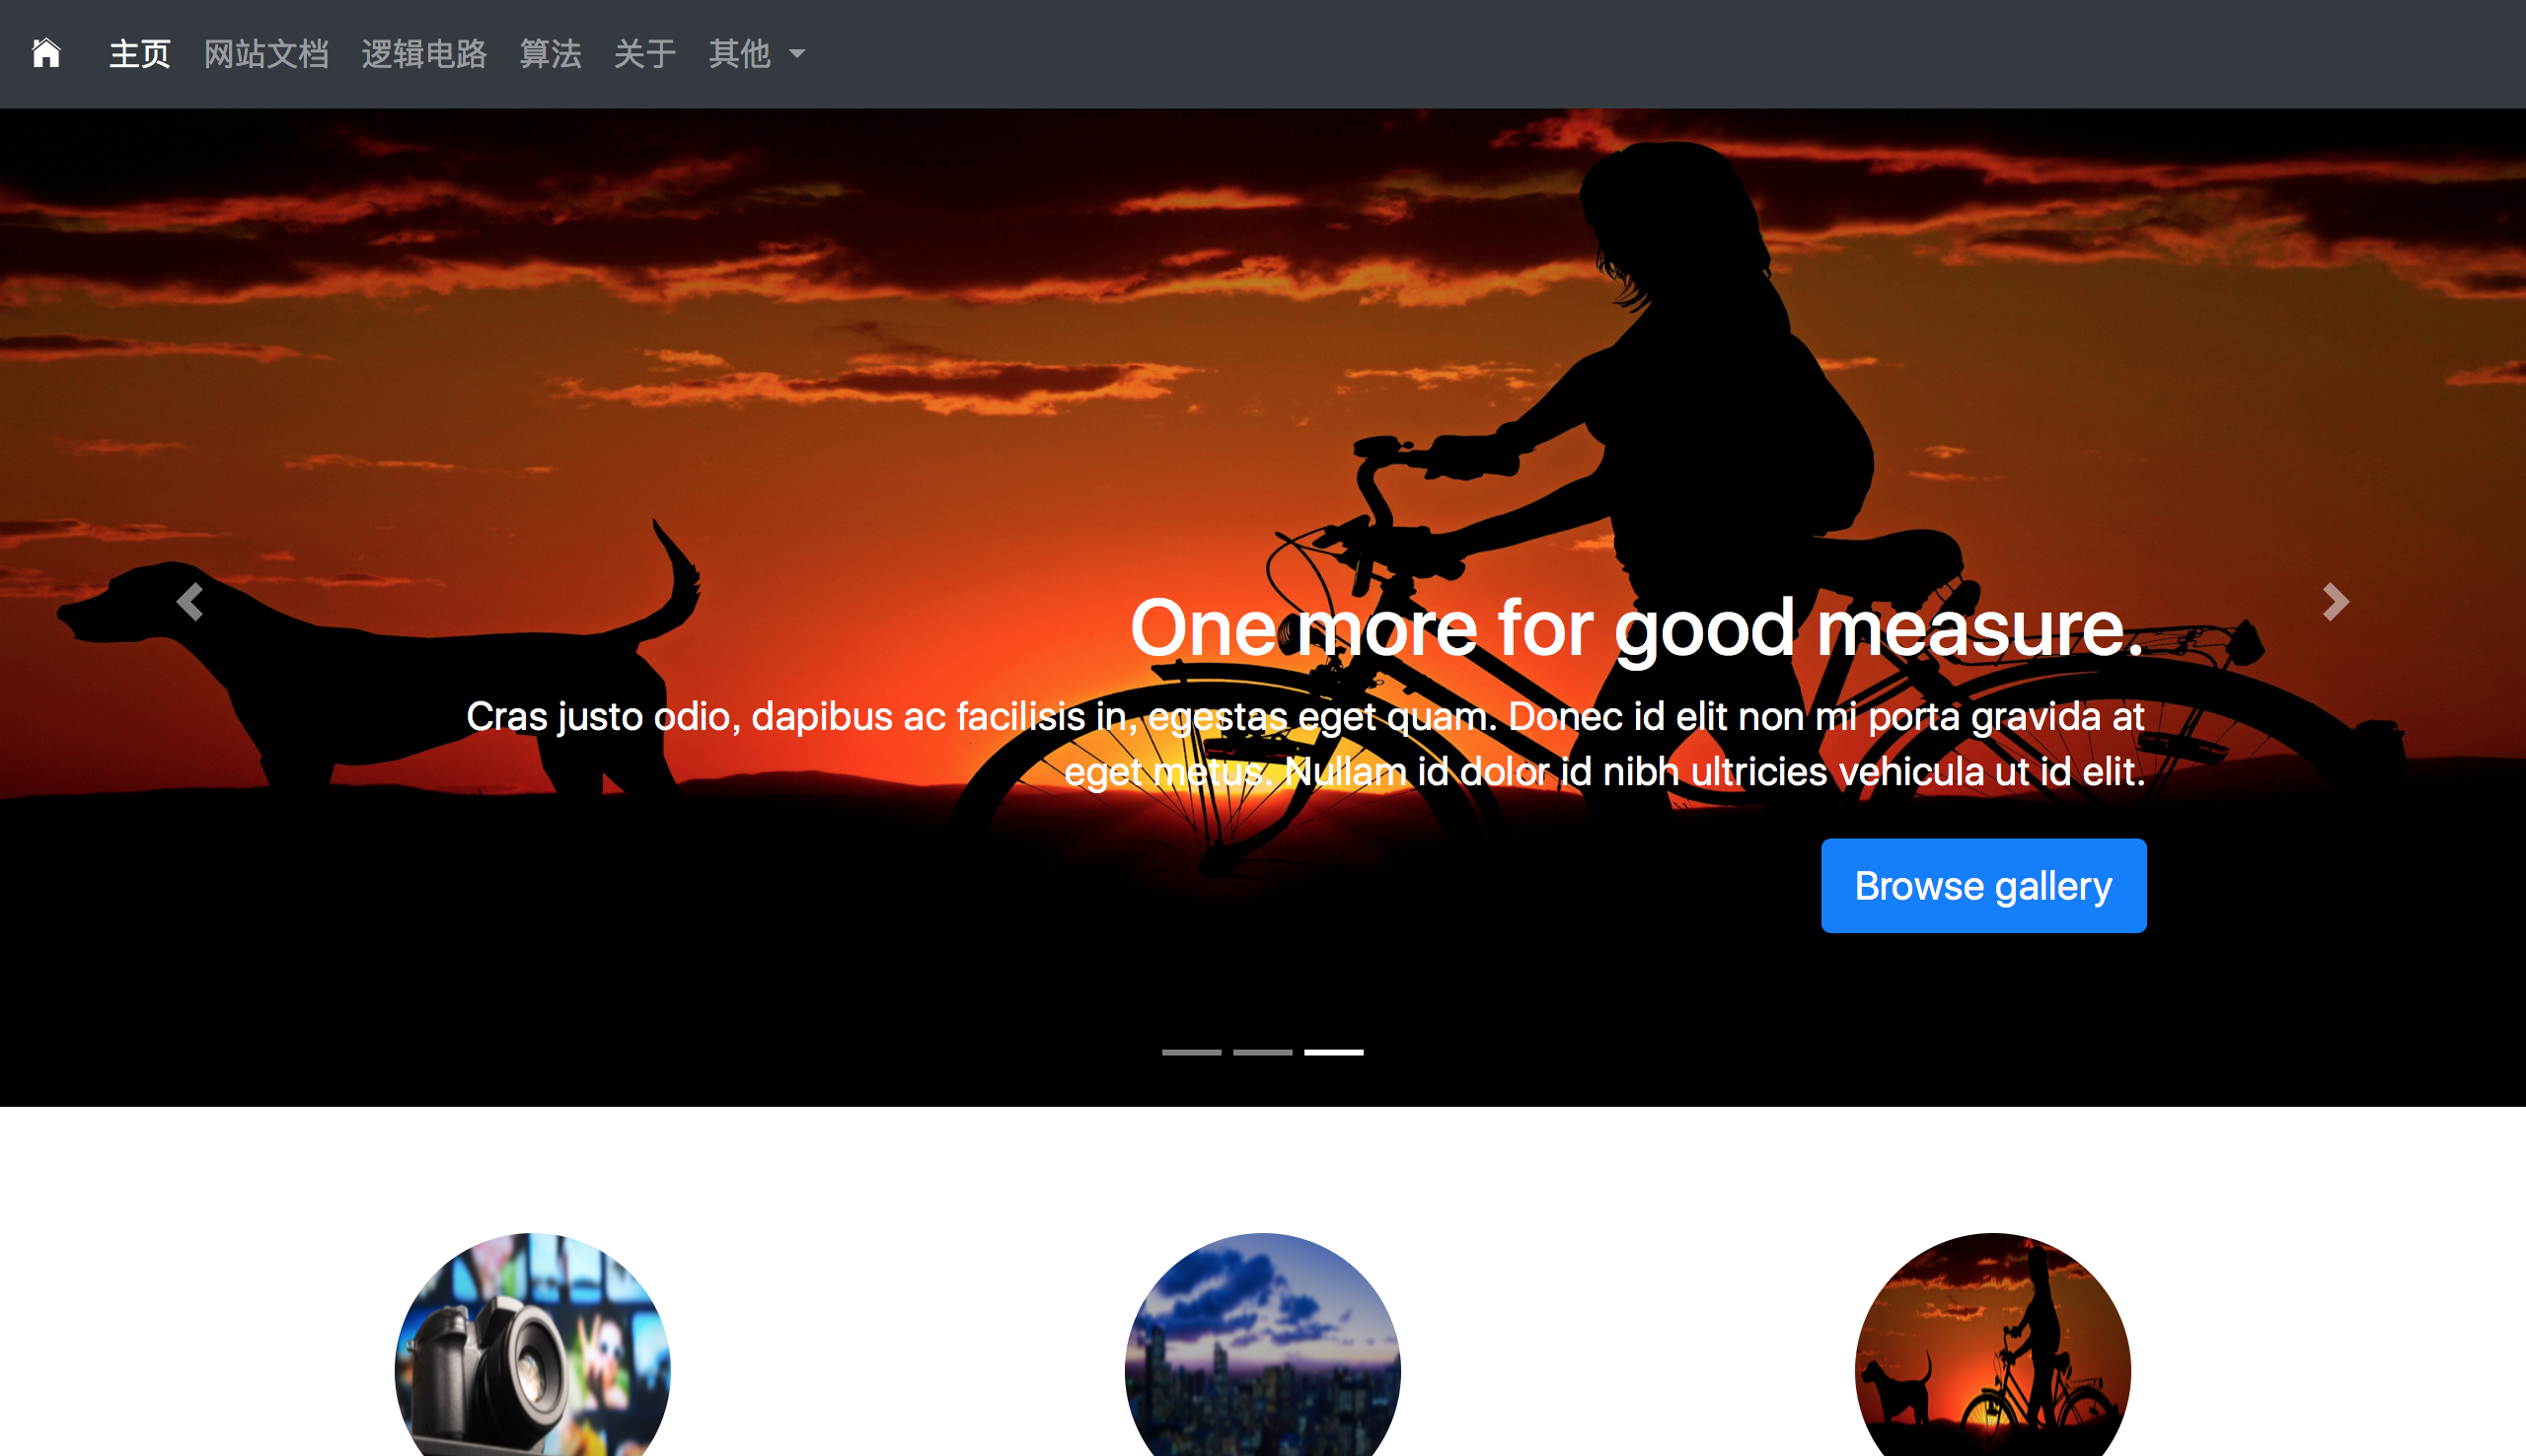 主页 网站文档 逻辑电路 算法 关于 其他
One more for good measure.
Cras justo odio, dapibus ac facilisis in, egestas eget quam. Donec id elit non mi porta gravida at
eget metus. Nullam id dolor id nibh ultricies vehicula ut id elit.
Browse gallery